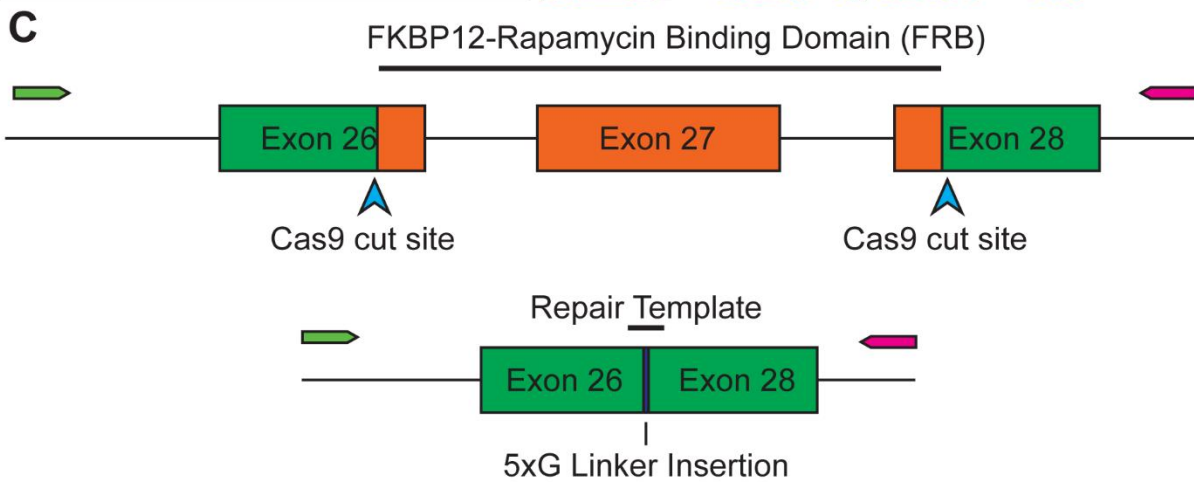 C
FKBP12-Rapamycin Binding Domain (FRB)
Exon 26 Exon 27 Exon 28
Cas9 cut site Cas9 cut site
Repair Template
Exon 26 Exon 28
5xG Linker Insertion